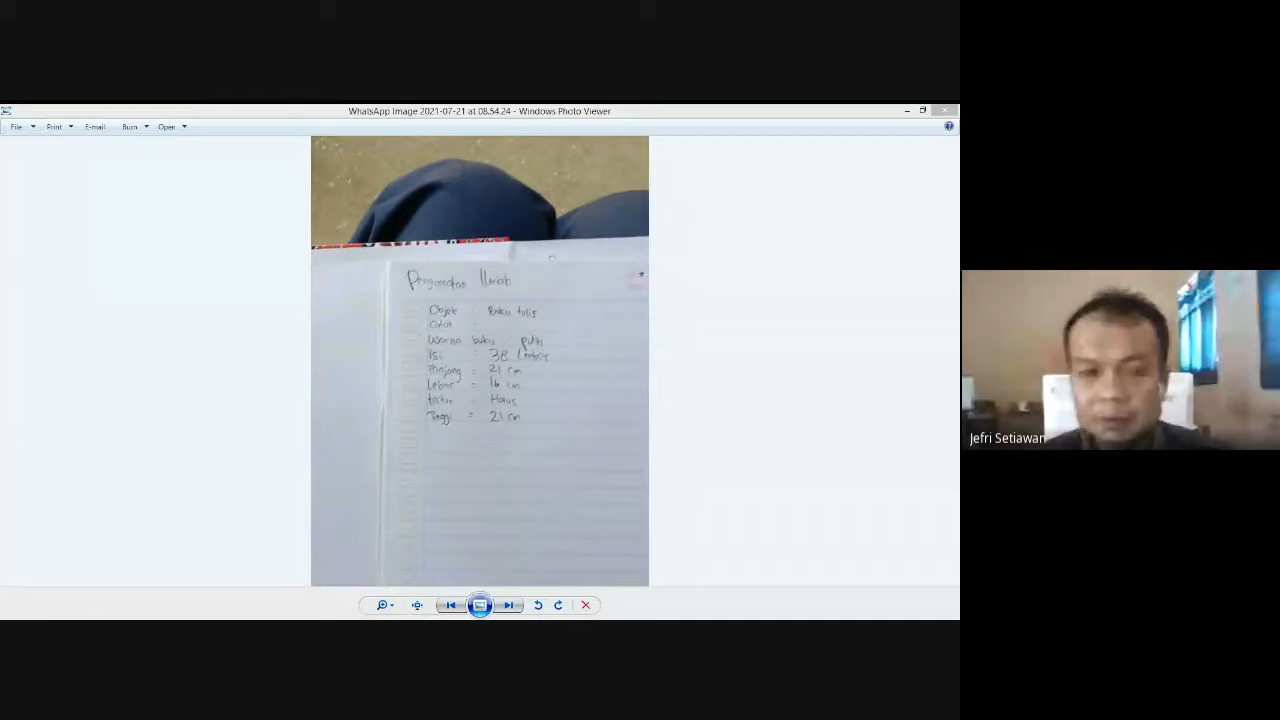 WhatsApp Image 2021-07-21 at 08.54.24 - Windows Photo Viewer
File Print E-mail Burn Open
Pengamatan Ilmiah
Objek : Buku tulis
Catat :
Warna buku : putih
Isi : 38 Lembar
Panjang = 21 cm
Lebar = 16 cm
testur = Halus
Tinggi = 21 cm
Jefri Setiawan